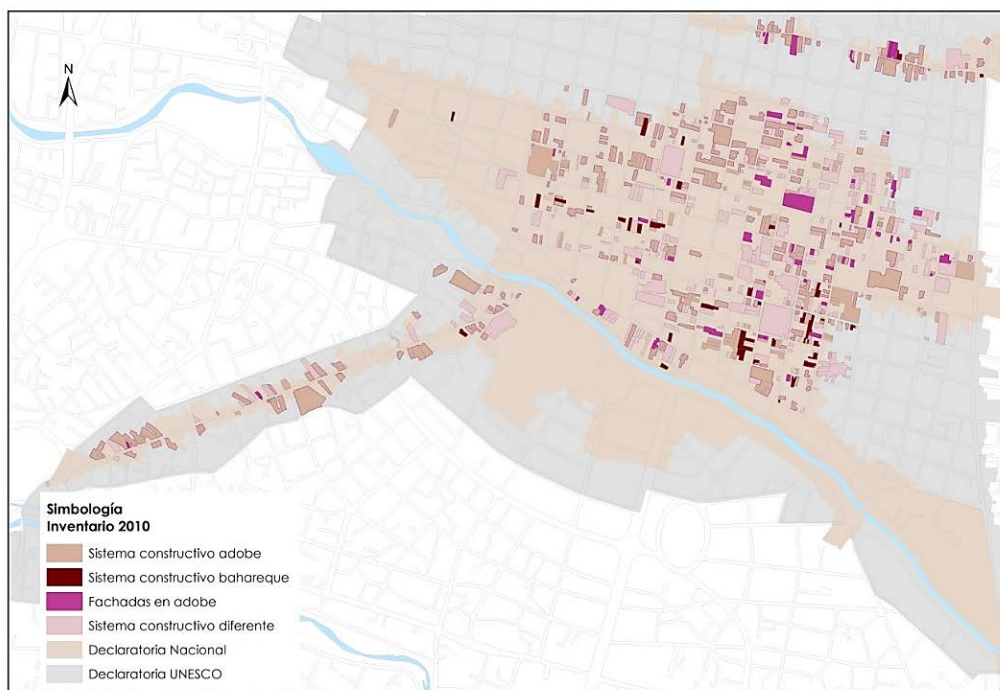 N
Simbología
Inventario 2010
Sistema constructivo adobe
Sistema constructivo bahareque
Fachadas en adobe
Sistema constructivo diferente
Declaratoria Nacional
Declaratoria UNESCO